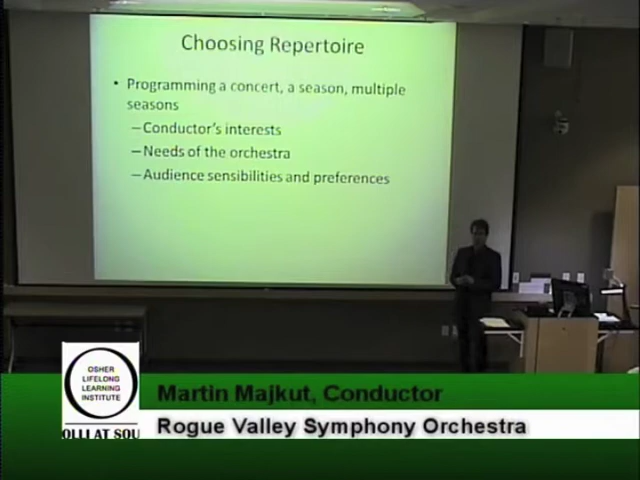 Choosing Repertoire
• Programming a concert, a season, multiple
seasons
–Conductor's interests
–Needs of the orchestra
–Audience sensibilities and preferences
OSHER
LIFELONG
LEARNING
INSTITUTE
OLLI AT SOU
Martin Majkut, Conductor
Rogue Valley Symphony Orchestra